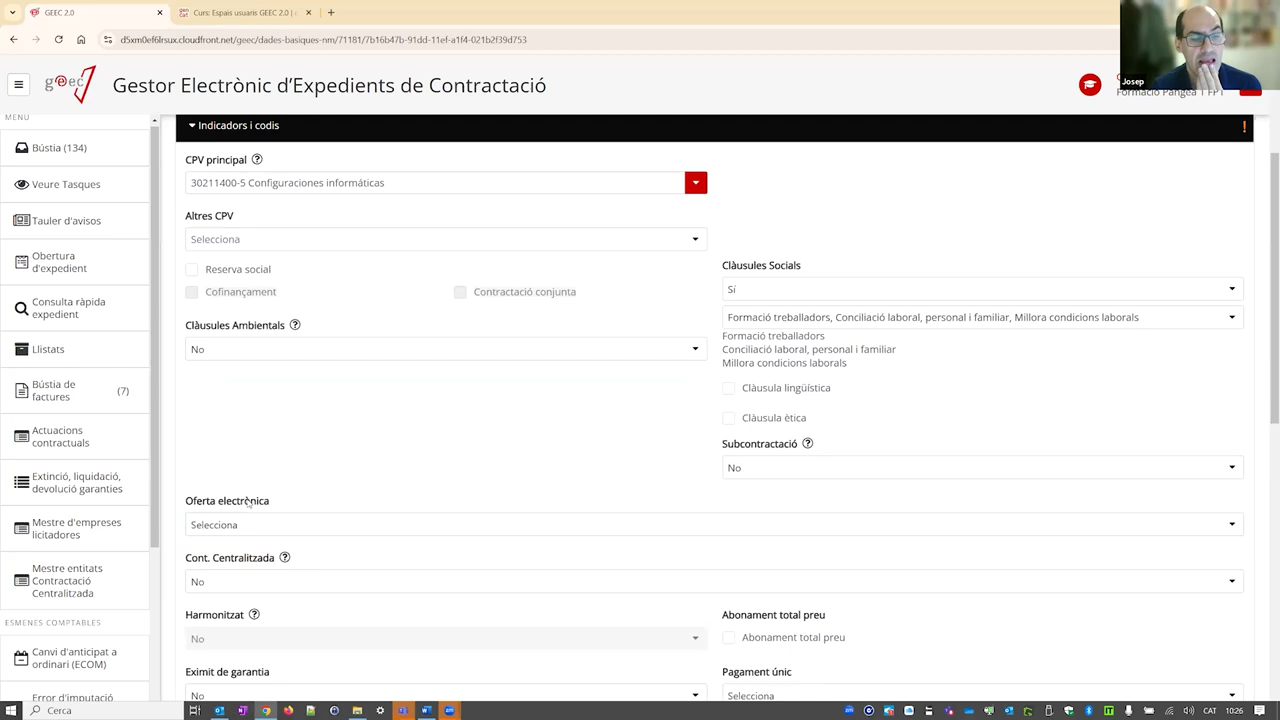 GEEC 2.0
Curs: Espais usuaris GEEC 2.0 |
d5xm0ef6lrsux.cloudfront.net/geec/dades-basiques-nm/71181/7b16b47b-91dd-11ef-a1f4-021b2f39d753
Josep
geec
Gestor Electrònic d'Expedients de Contractació
Formació Pangea 1 FP1
MENÚ
Bústia (134)
Veure Tasques
Tauler d'avisos
Obertura
d'expedient
Consulta ràpida
expedient
Llistats
Bústia de
factures
(7)
Actuacions
contractuals
Extinció, liquidació,
devolució garanties
Mestre d'empreses
licitadores
Mestre entitats
Contractació
Centralitzada
ESMENES COMPTABLES
Canvi d'anticipat a
ordinari (ECOM)
Error d'imputació
Indicadors i codis
!
CPV principal
30211400-5 Configuraciones informáticas
Altres CPV
Selecciona
Reserva social
Cofinançament
Contractació conjunta
Clàusules Ambientals
No
Clàusules Socials
Sí
Formació treballadors, Conciliació laboral, personal i familiar, Millora condicions laborals
Formació treballadors
Conciliació laboral, personal i familiar
Millora condicions laborals
Clàusula lingüística
Clàusula ètica
Subcontractació
No
Oferta electrònica
Selecciona
Cont. Centralitzada
No
Harmonitzat
No
Abonament total preu
Abonament total preu
Eximit de garantia
No
Pagament únic
Selecciona
Cerca
CAT
10:26